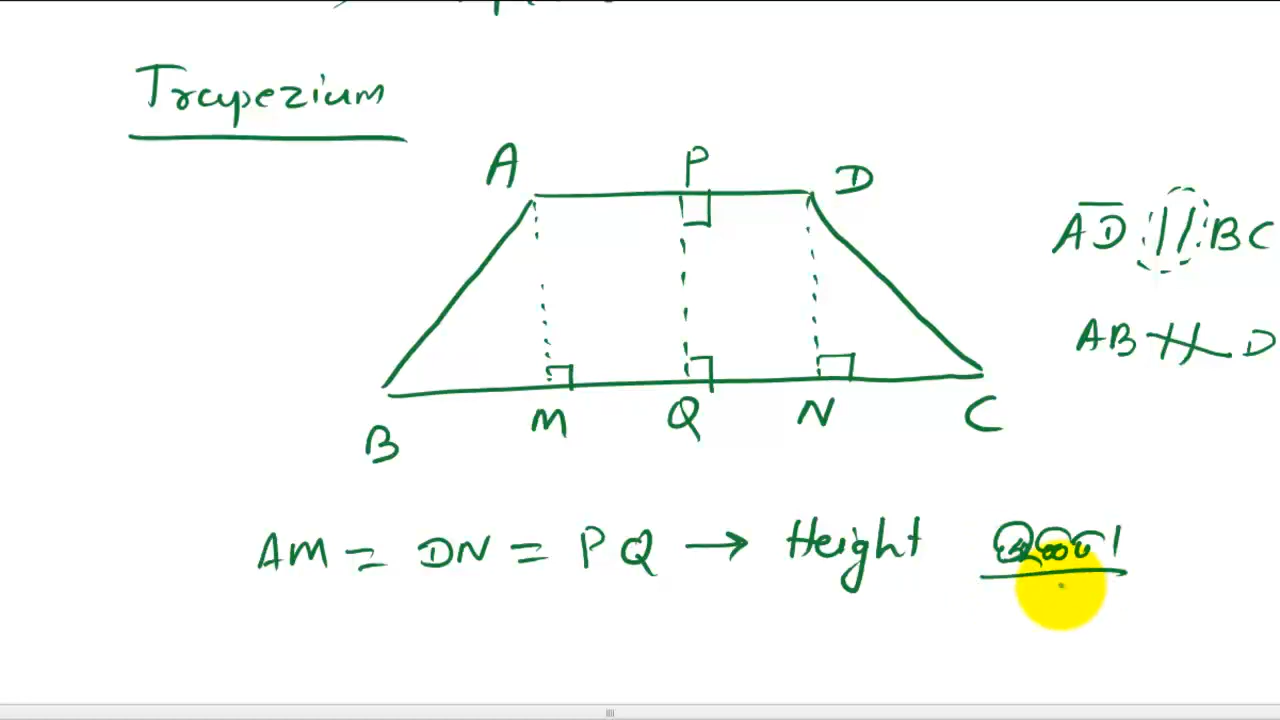 Trapezium
A P D
AD || BC
AB ∦ D
B M Q N C
AM = DN = PQ → Height